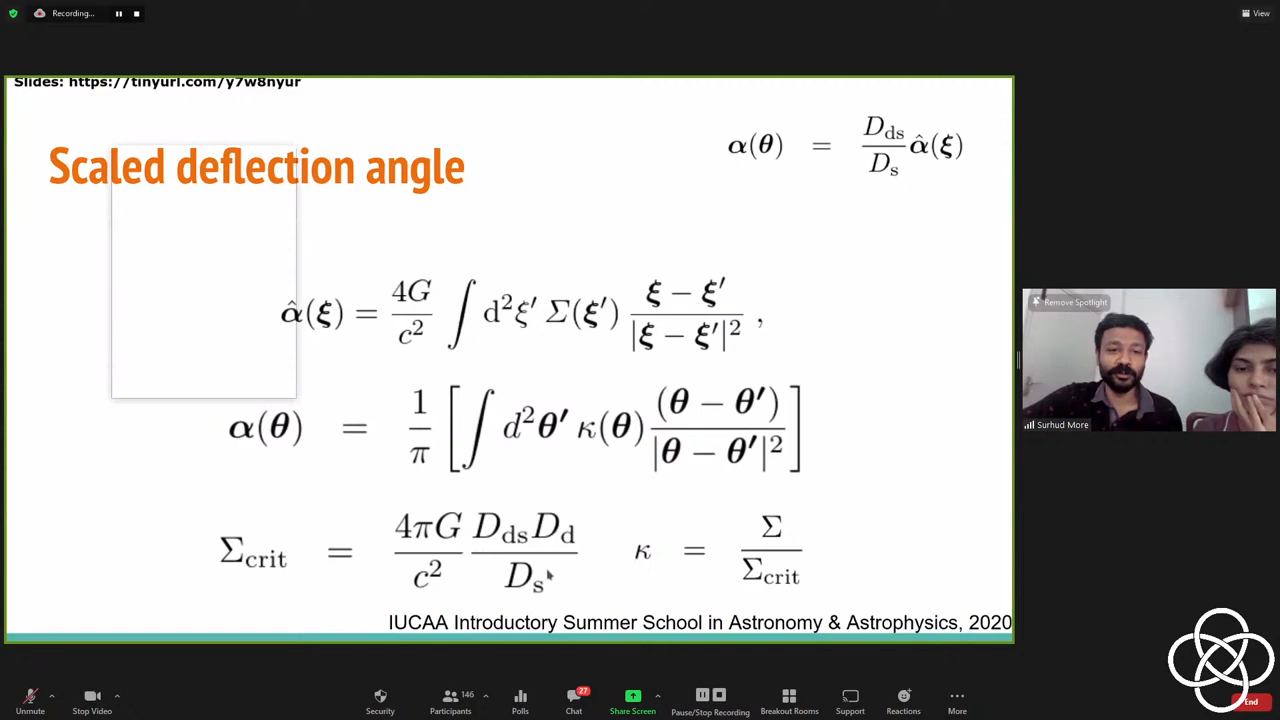 Recording...
View
Slides: https://tinyurl.com/y7w8nyur
Scaled deflection angle
α(θ) = D_ds / D_s α̂(ξ)
α̂(ξ) = 4G / c² ∫ d²ξ′ Σ(ξ′) (ξ − ξ′) / |ξ − ξ′|² ,
α(θ) = 1 / π [ ∫ d²θ′ κ(θ) (θ − θ′) / |θ − θ′|² ]
Σ_crit = 4πG / c² D_ds D_d / D_s κ = Σ / Σ_crit
IUCAA Introductory Summer School in Astronomy & Astrophysics, 2020
Remove Spotlight
Surhud More
Unmute
Stop Video
Security
146
Participants
Polls
27
Chat
Share Screen
Pause/Stop Recording
Breakout Rooms
Support
Reactions
More
End